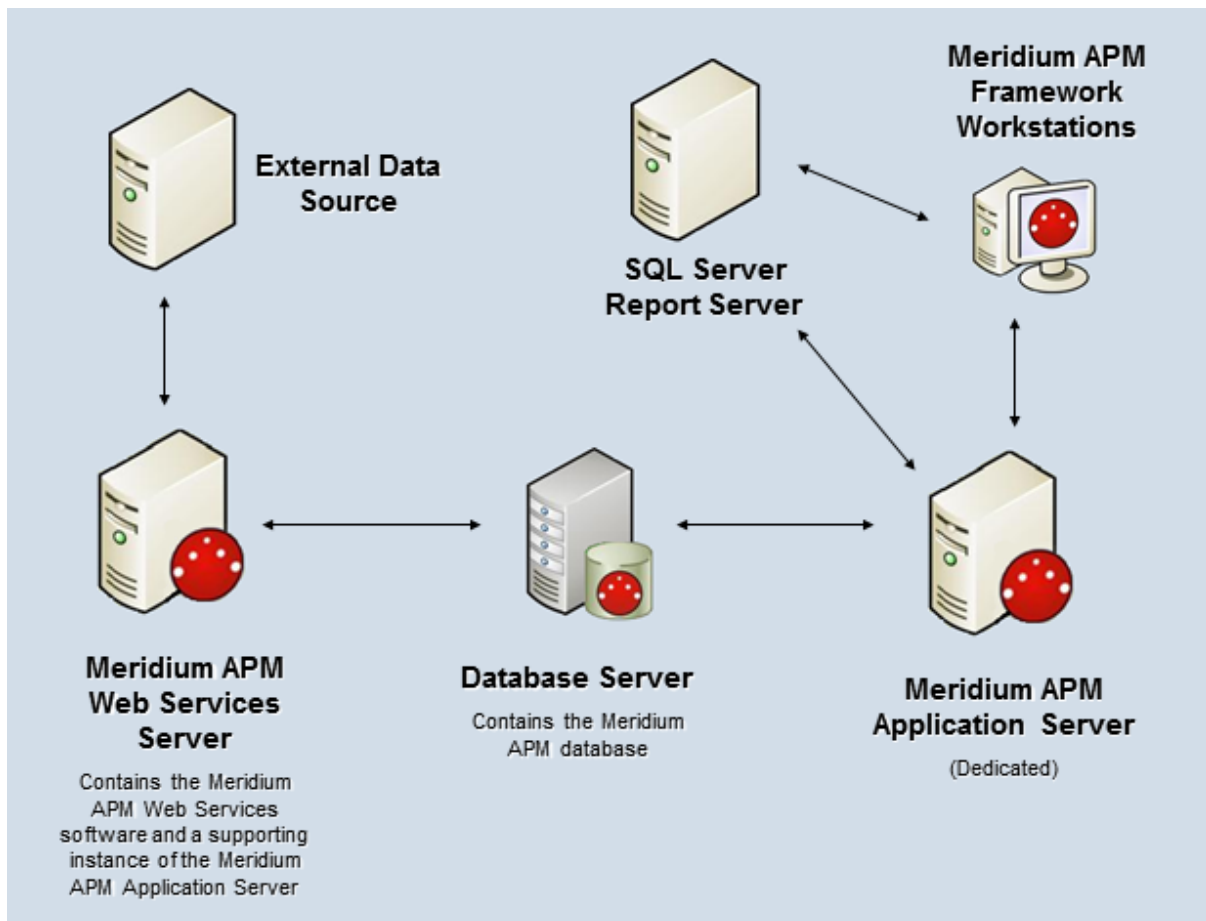 External Data
Source
SQL Server
Report Server
Meridium APM
Framework
Workstations
Meridium APM
Web Services
Server
Contains the Meridium
APM Web Services
software and a supporting
instance of the Meridium
APM Application Server
Database Server
Contains the Meridium
APM database
Meridium APM
Application Server
(Dedicated)